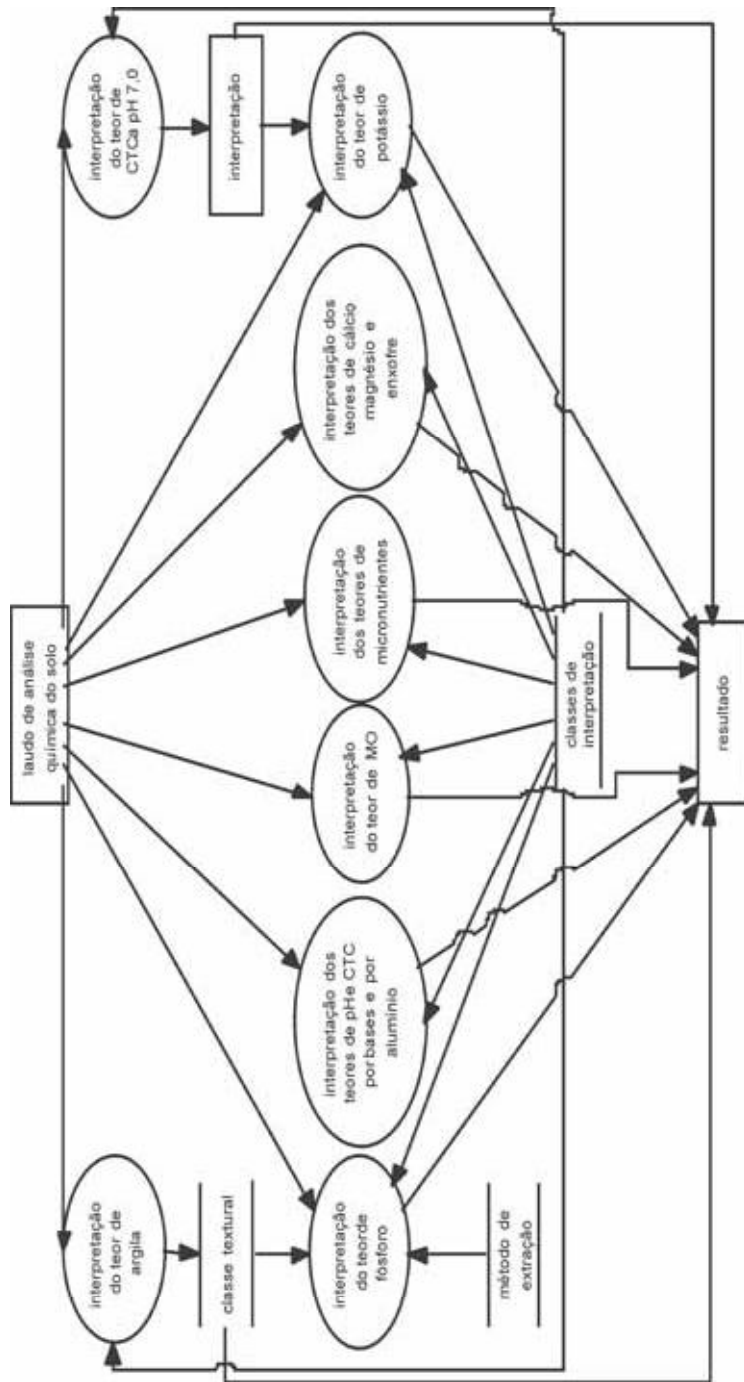 laudo de análise
química do solo
interpretação
do teor de
argila
interpretação
do teor de
CTCa pH 7,0
classe textural
interpretação
interpretação
do teorde
fósforo
interpretação dos
teores de pHe CTC
porbases e por
alumínio
interpretação
do teor de MO
interpretação
dos teores de
micronutrientes
interpretação dos
teores de cálcio
magnésio e
enxofre
interpretação
do teor de
potássio
método de
extração
classes de
interpretação
resultado